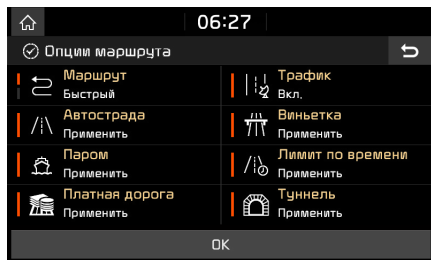 06:27
Опции маршрута
Маршрут
Быстрый
Трафик
Вкл.
Автострада
Применить
Виньетка
Применить
Паром
Применить
Лимит по времени
Применить
Платная дорога
Применить
Туннель
Применить
OK